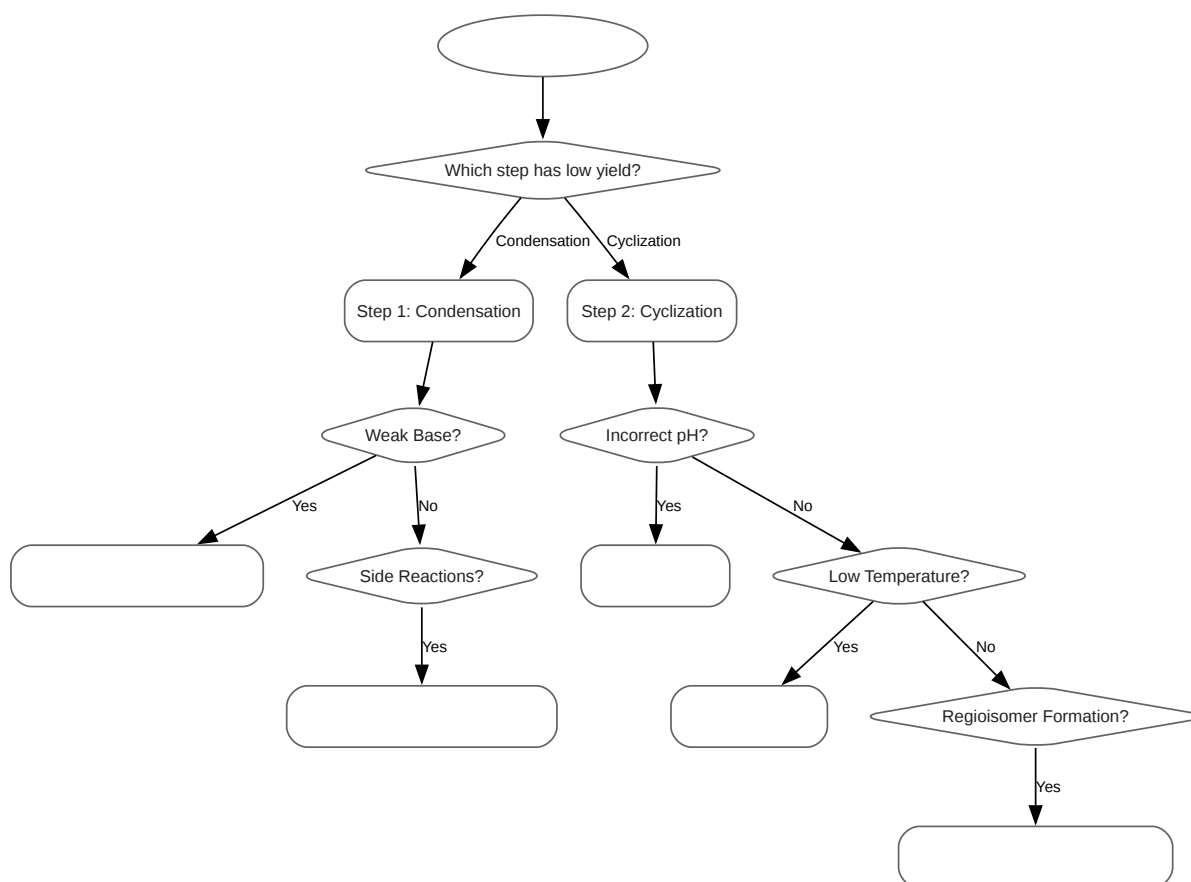 Which step has low yield?
Condensation
Cyclization
Step 1: Condensation
Step 2: Cyclization
Weak Base?
Incorrect pH?
Yes
No
Yes
No
Side Reactions?
Low Temperature?
Yes
Yes
No
Regioisomer Formation?
Yes